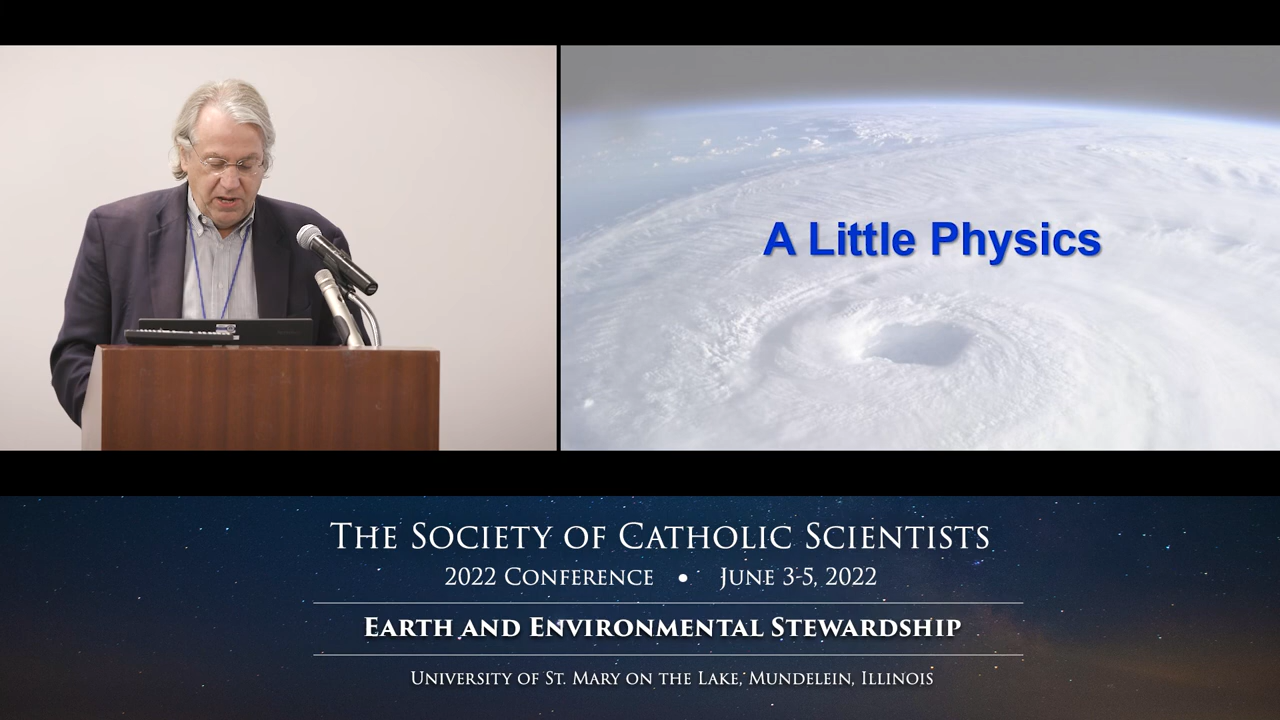 A Little Physics
The Society of Catholic Scientists
2022 Conference • June 3-5, 2022
Earth and Environmental Stewardship
University of St. Mary on the Lake, Mundelein, Illinois